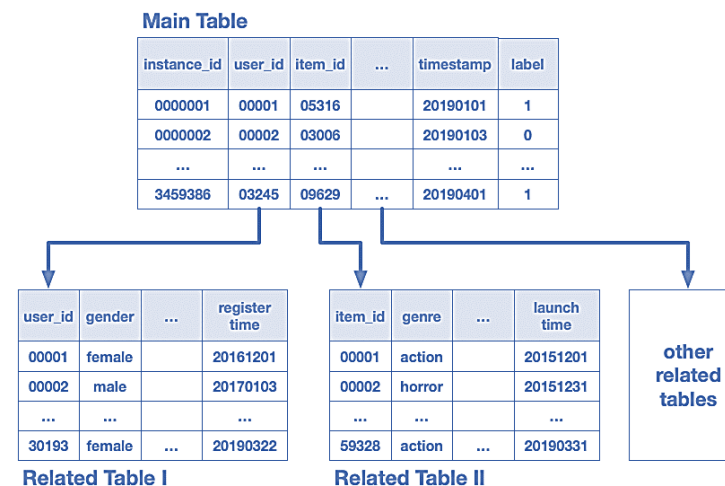 Main Table
instance_id user_id item_id ... timestamp label
0000001 00001 05316 20190101 1
0000002 00002 03006 20190103 0
... ... ... ... ...
3459386 03245 09629 ... 20190401 1
user_id gender ... register time
00001 female 20161201
00002 male 20170103
... ... ...
30193 female ... 20190322
Related Table I
item_id genre ... launch time
00001 action 20151201
00002 horror 20151231
... ... ...
59328 action ... 20190331
Related Table II
other
related
tables